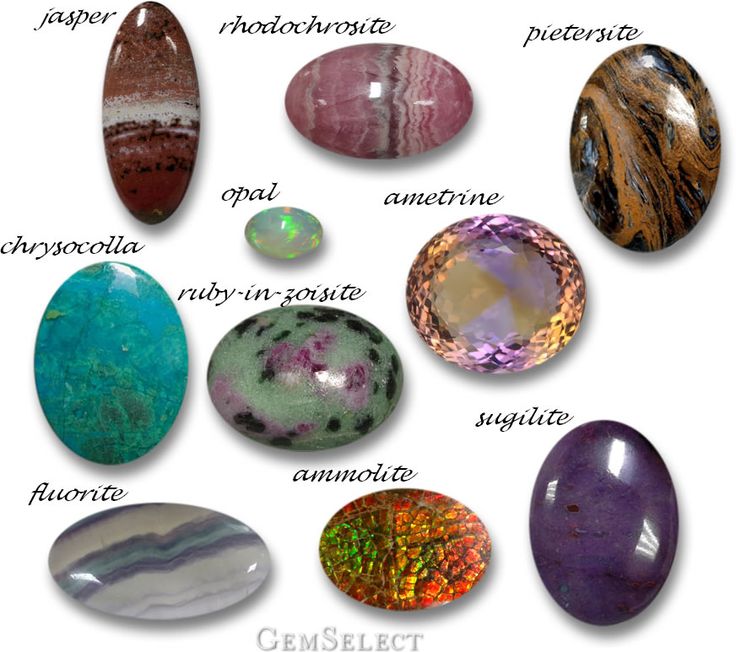 jasper
rhodochrosite
pietersite
opal
ametrine
chrysocolla
ruby-in-zoisite
sugilite
ammolite
fluorite
GEMSELECT